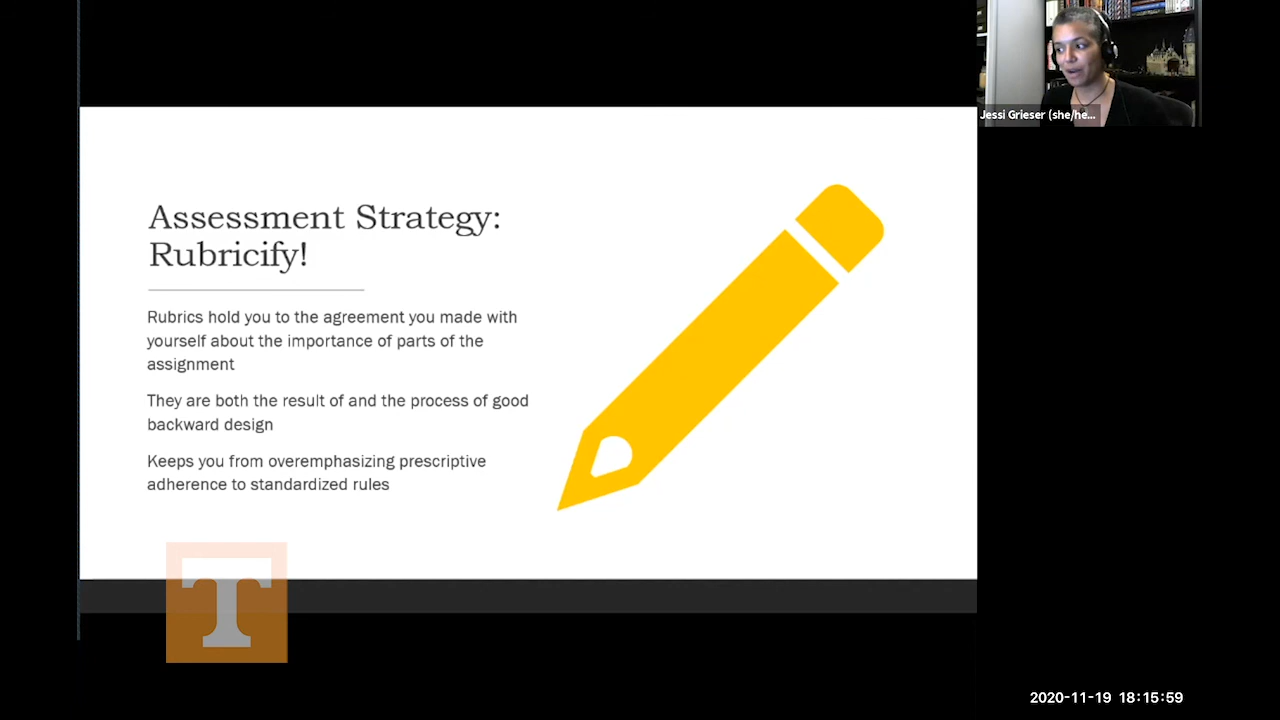 Jessi Grieser (she/he...
Assessment Strategy:
Rubricify!
Rubrics hold you to the agreement you made with
yourself about the importance of parts of the
assignment
They are both the result of and the process of good
backward design
Keeps you from overemphasizing prescriptive
adherence to standardized rules
T
2020-11-19 18:15:59